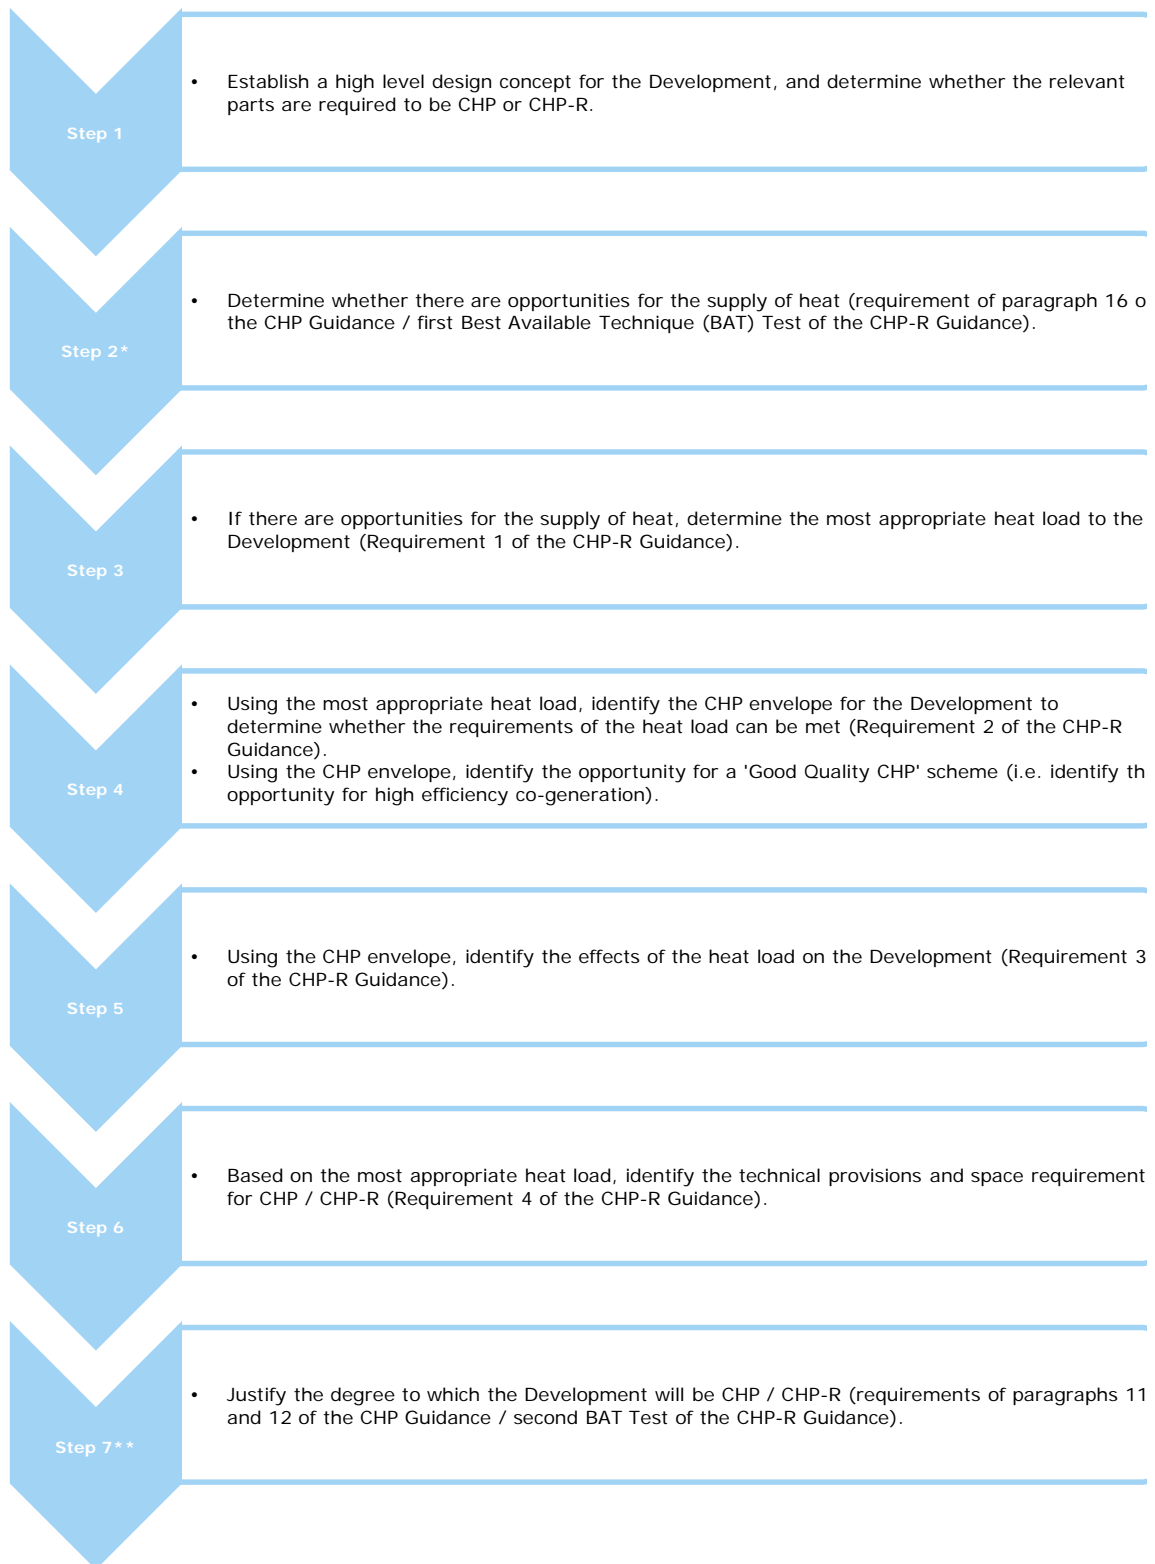 Step 1
• Establish a high level design concept for the Development, and determine whether the relevant
parts are required to be CHP or CHP-R.
Step 2*
• Determine whether there are opportunities for the supply of heat (requirement of paragraph 16 o
the CHP Guidance / first Best Available Technique (BAT) Test of the CHP-R Guidance).
Step 3
• If there are opportunities for the supply of heat, determine the most appropriate heat load to the
Development (Requirement 1 of the CHP-R Guidance).
Step 4
• Using the most appropriate heat load, identify the CHP envelope for the Development to
determine whether the requirements of the heat load can be met (Requirement 2 of the CHP-R
Guidance).
• Using the CHP envelope, identify the opportunity for a 'Good Quality CHP' scheme (i.e. identify th
opportunity for high efficiency co-generation).
Step 5
• Using the CHP envelope, identify the effects of the heat load on the Development (Requirement 3
of the CHP-R Guidance).
Step 6
• Based on the most appropriate heat load, identify the technical provisions and space requirement
for CHP / CHP-R (Requirement 4 of the CHP-R Guidance).
Step 7**
• Justify the degree to which the Development will be CHP / CHP-R (requirements of paragraphs 11
and 12 of the CHP Guidance / second BAT Test of the CHP-R Guidance).